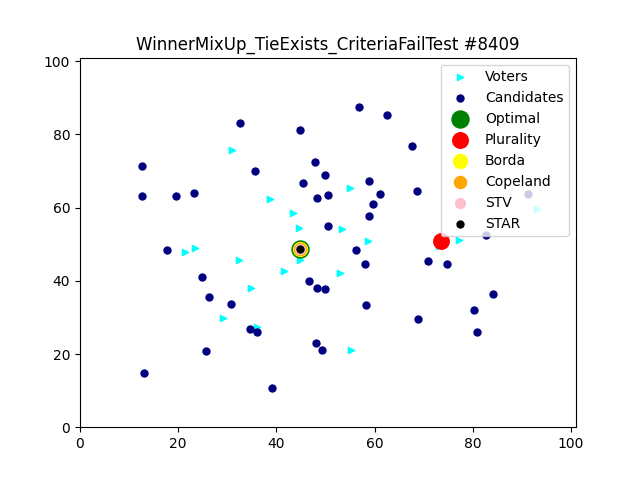 WinnerMixUp_TieExists_CriteriaFailTest #8409
100
80
60
40
20
0
0 20 40 60 80 100
Voters
Candidates
Optimal
Plurality
Borda
Copeland
STV
STAR